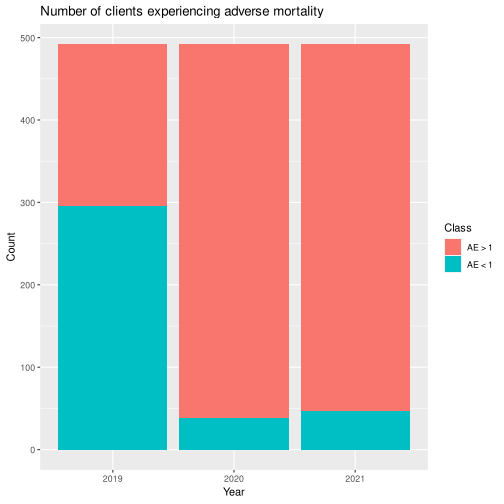 Number of clients experiencing adverse mortality
500
400
300
200
100
0
Count
2019
2020
2021
Year
Class
AE > 1
AE < 1